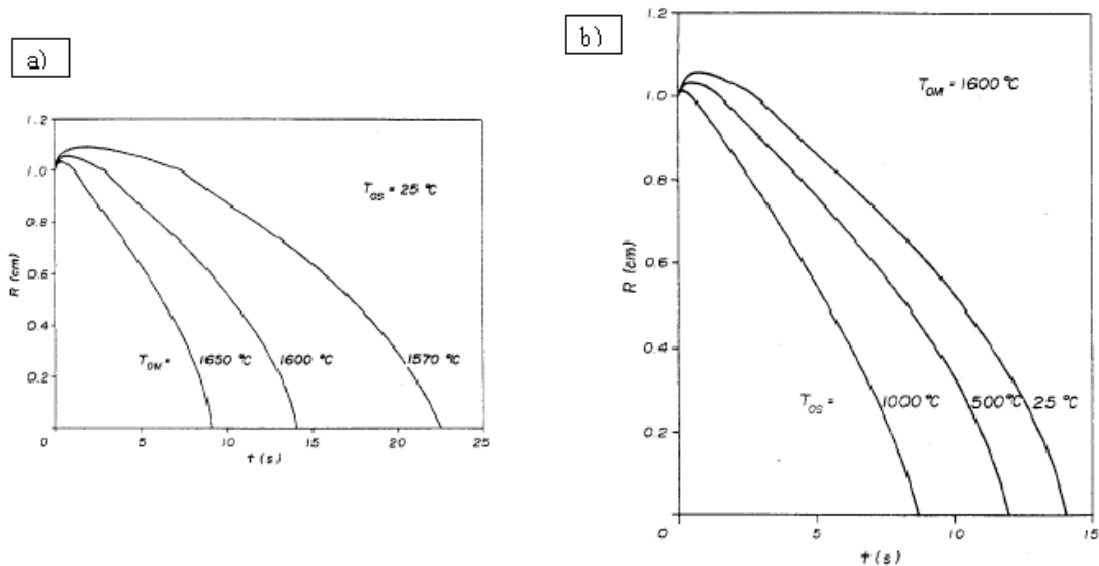 a)
1.2
1.0
0.8
0.6
0.4
0.2
R (cm)
T_OS = 25 °C
T_OM = 1650 °C 1600 °C 1570 °C
0 5 10 15 20 25
t (s)
b)
1.2
1.0
0.8
0.6
0.4
0.2
R (cm)
T_OM = 1600 °C
T_OS = 1000 °C 500 °C 25 °C
0 5 10 15
t (s)